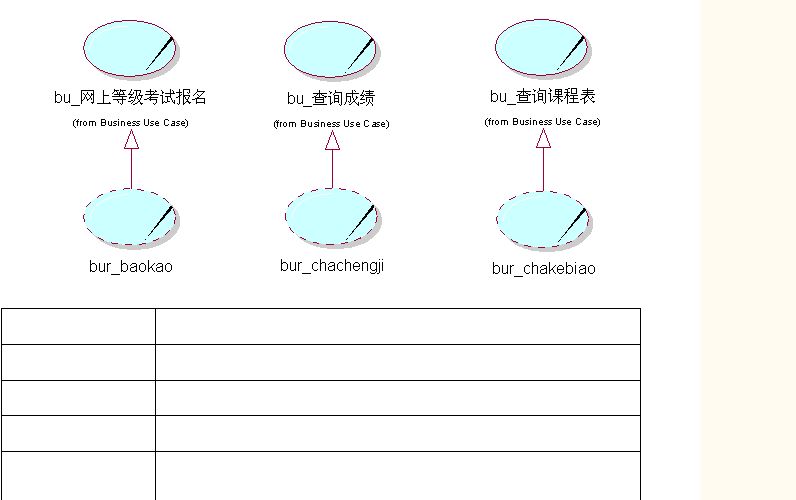 bu_网上等级考试报名
(from Business Use Case)
bu_查询成绩
(from Business Use Case)
bu_查询课程表
(from Business Use Case)
bur_baokao
bur_chachengji
bur_chakebiao